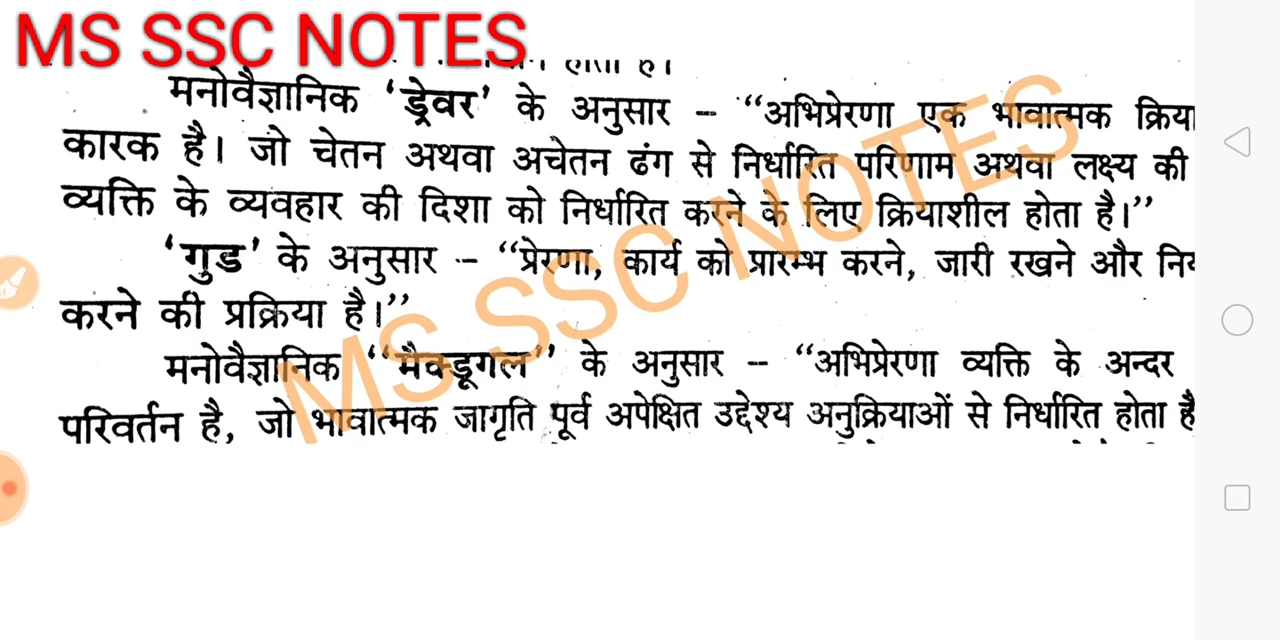 MS SSC NOTES
होता है।
मनोवैज्ञानिक ‘ड्रेवर’ के अनुसार – “अभिप्रेरणा एक भावात्मक क्रिया
कारक है। जो चेतन अथवा अचेतन ढंग से निर्धारित परिणाम अथवा लक्ष्य की
व्यक्ति के व्यवहार की दिशा को निर्धारित करने के लिए क्रियाशील होता है।”
‘गुड’ के अनुसार – “प्रेरणा, कार्य को प्रारम्भ करने, जारी रखने और
करने की प्रक्रिया है।”
मनोवैज्ञानिक “मैक्डूगल” के अनुसार – “अभिप्रेरणा व्यक्ति के अन्दर
परिवर्तन है, जो भावात्मक जागृति पूर्व अपेक्षित उद्देश्य अनुक्रियाओं से निर्धारित होता है
MS SSC NOTES